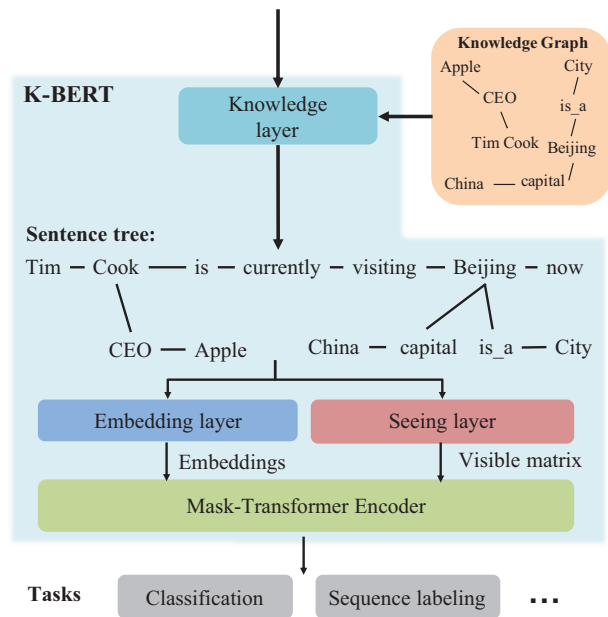 Knowledge Graph
Apple
City
CEO
is_a
Tim Cook
Beijing
China
capital
K-BERT
Knowledge
layer
Sentence tree:
Tim Cook is currently visiting Beijing now
CEO Apple China capital is_a City
Embedding layer
Seeing layer
Embeddings
Visible matrix
Mask-Transformer Encoder
Tasks
Classification
Sequence labeling
...